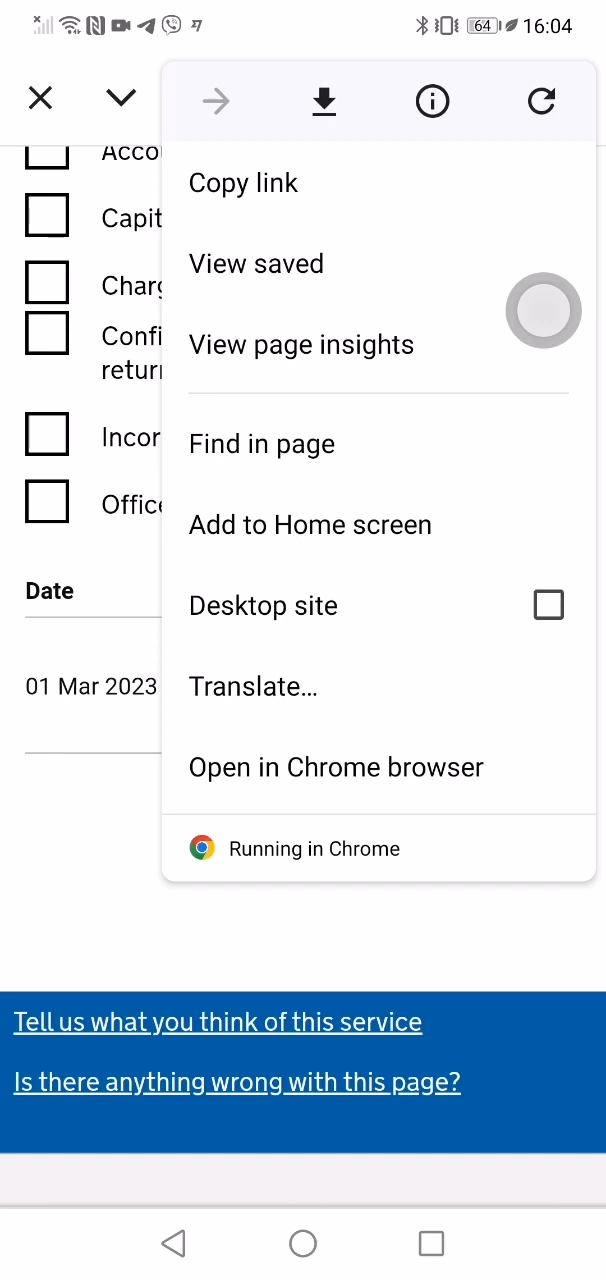 64 16:04
Copy link
View saved
View page insights
Find in page
Add to Home screen
Desktop site
Translate...
Open in Chrome browser
Running in Chrome
Acco
Capit
Charg
Confi
retur
Incor
Offic
Date
01 Mar 2023
Tell us what you think of this service
Is there anything wrong with this page?